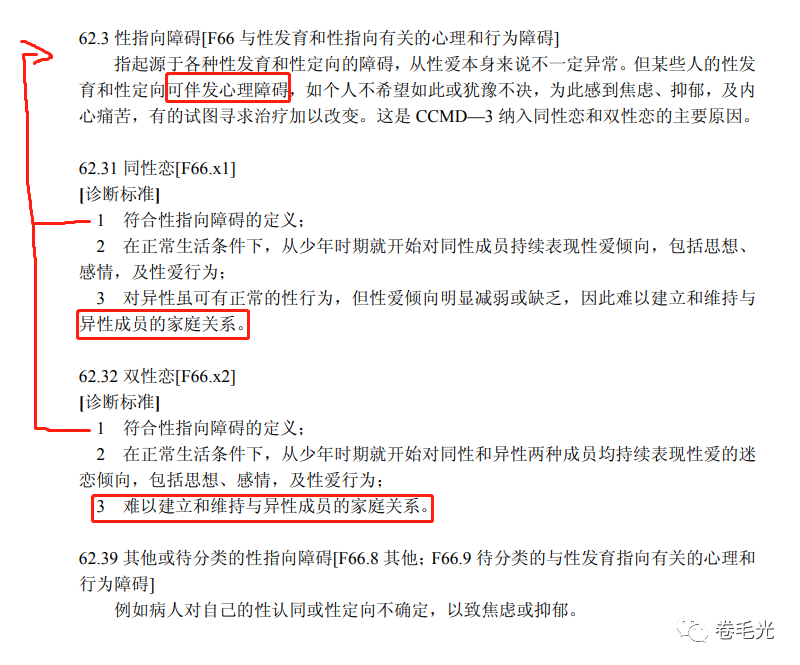 62.3 性指向障碍[F66 与性发育和性指向有关的心理和行为障碍]
指起源于各种性发育和性定向的障碍，从性爱本身来说不一定异常。但某些人的性发
育和性定向可伴发心理障碍，如个人不希望如此或犹豫不决，为此感到焦虑、抑郁，及内
心痛苦，有的试图寻求治疗加以改变。这是 CCMD—3 纳入同性恋和双性恋的主要原因。
62.31 同性恋[F66.x1]
[诊断标准]
1 符合性指向障碍的定义；
2 在正常生活条件下，从少年时期就开始对同性成员持续表现性爱倾向，包括思想、
感情，及性爱行为；
3 对异性虽可有正常的性行为，但性爱倾向明显减弱或缺乏，因此难以建立和维持与
异性成员的家庭关系。
62.32 双性恋[F66.x2]
[诊断标准]
1 符合性指向障碍的定义；
2 在正常生活条件下，从少年时期就开始对同性和异性两种成员均持续表现性爱的迷
恋倾向，包括思想、感情，及性爱行为；
3 难以建立和维持与异性成员的家庭关系。
62.39 其他或待分类的性指向障碍[F66.8 其他；F66.9 待分类的与性发育指向有关的心理和
行为障碍]
例如病人对自己的性认同或性定向不确定，以致焦虑或抑郁。
卷毛光